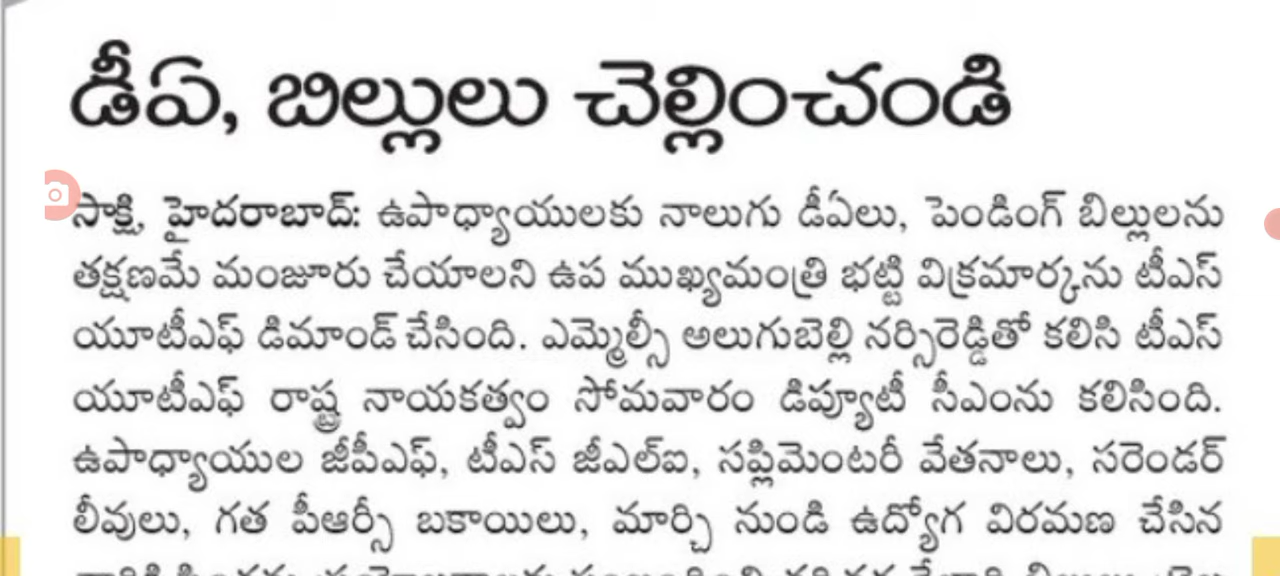 డీఏ, బిల్లులు చెల్లించండి
సాక్షి, హైదరాబాద్: ఉపాధ్యాయులకు నాలుగు డీఏలు, పెండింగ్ బిల్లులను
తక్షణమే మంజూరు చేయాలని ఉప ముఖ్యమంత్రి భట్టి విక్రమార్కను టీఎస్
యూటీఎఫ్ డిమాండ్ చేసింది. ఎమ్మెల్సీ అలుగుబెల్లి నర్సిరెడ్డితో కలిసి టీఎస్
యూటీఎఫ్ రాష్ట్ర నాయకత్వం సోమవారం డిప్యూటీ సీఎంను కలిసింది.
ఉపాధ్యాయుల జీపీఎఫ్, టీఎస్ జీఎల్ఐ, సప్లిమెంటరీ వేతనాలు, సరెండర్
లీవులు, గత పీఆర్సీ బకాయిలు, మార్చి నుండి ఉద్యోగ విరమణ చేసిన